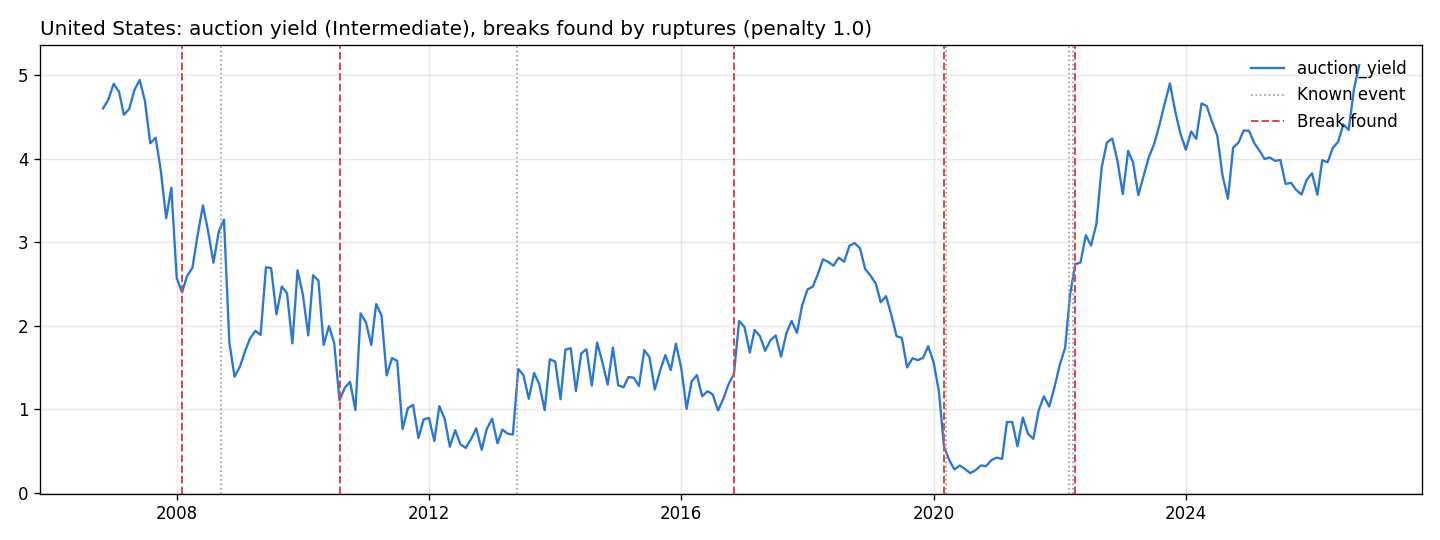 United States: auction yield (Intermediate), breaks found by ruptures (penalty 1.0)
auction_yield
Known event
Break found
5
4
3
2
1
0
2008 2012 2016 2020 2024